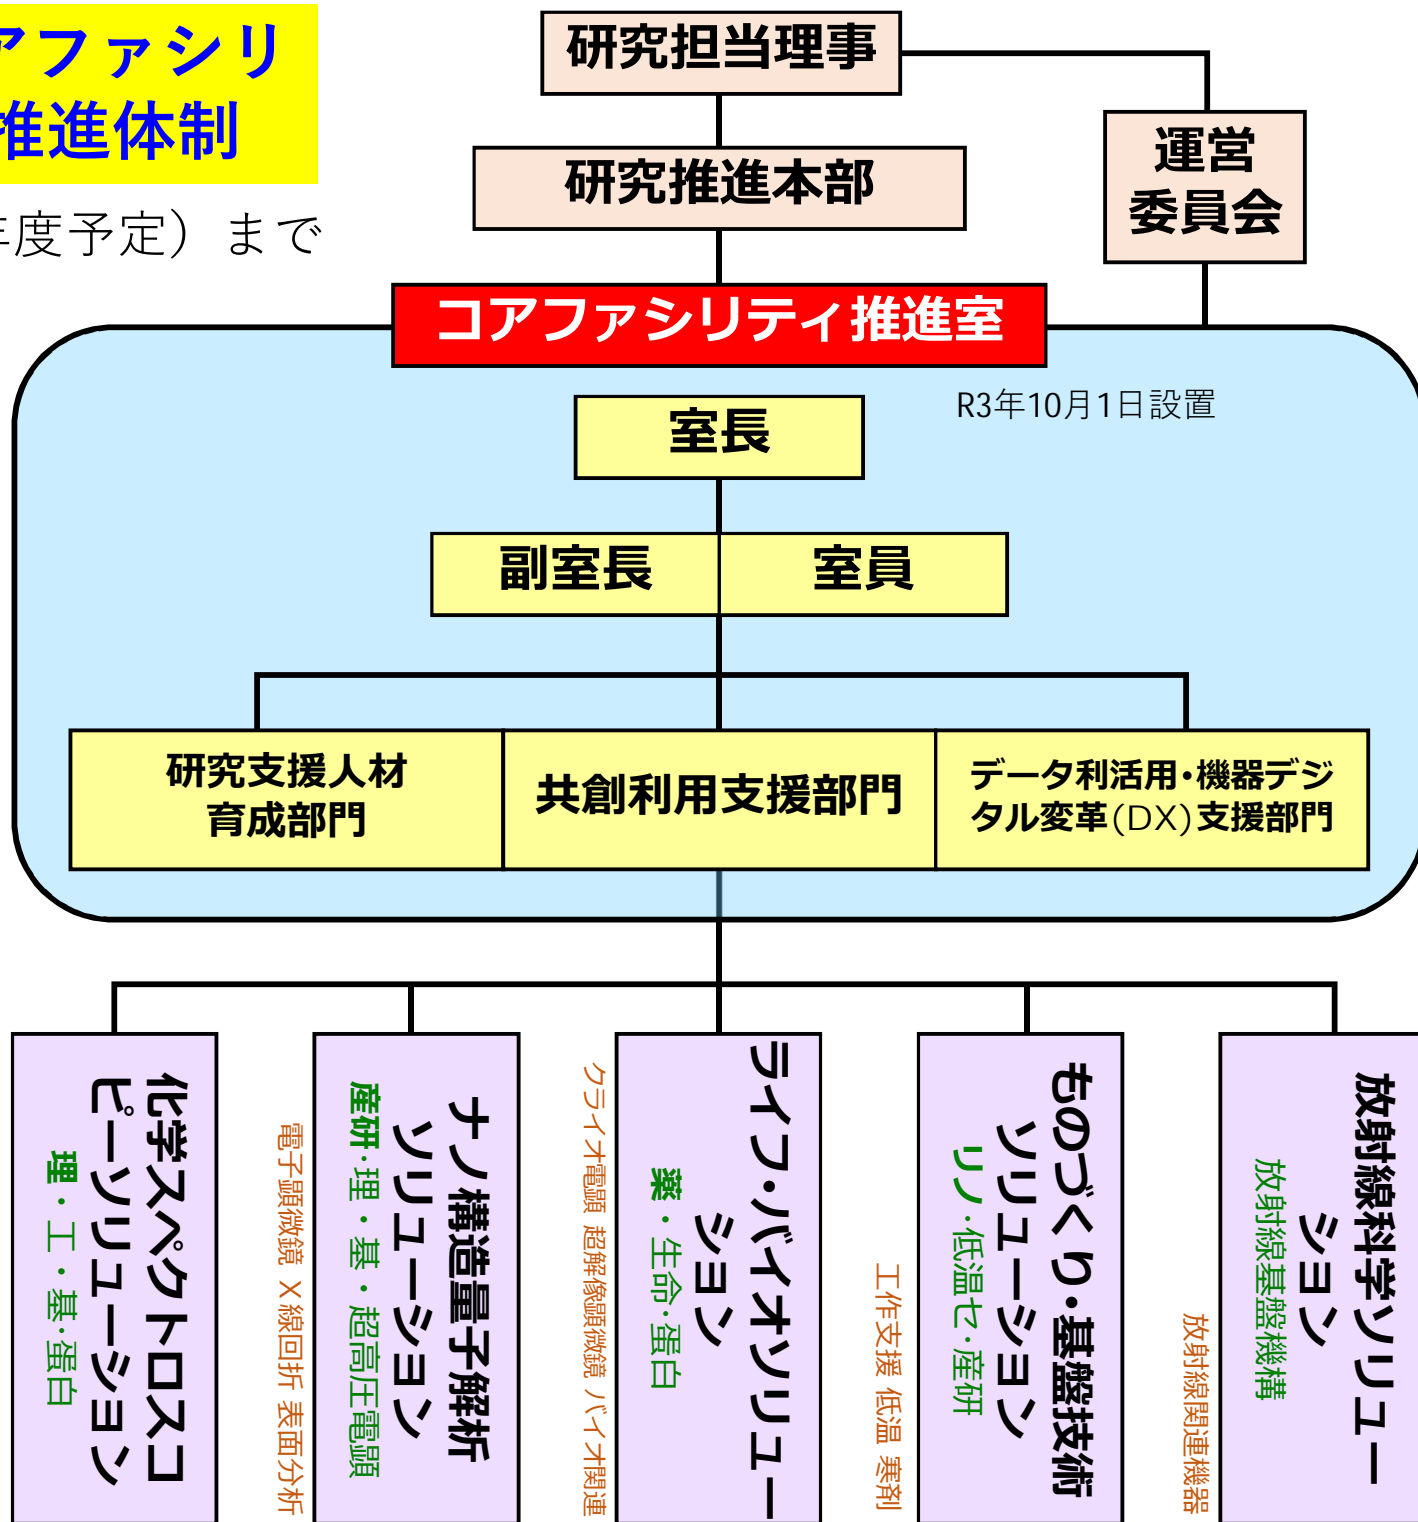 アファシリ
推進体制
年度予定）まで
研究担当理事
研究推進本部
運営
委員会
コアファシリティ推進室
R3年10月1日設置
室長
副室長
室員
研究支援人材
育成部門
共創利用支援部門
データ利活用・機器デジ
タル変革(DX)支援部門
化学スペクトロスコ
ピーソリューション
理・工・基・蛋白
ナノ構造量子解析
ソリューション
産研・理・基・超高圧電顕
電子顕微鏡 X線回折 表面分析
ライフ・バイオソリュー
ション
薬・生命・蛋白
クライオ電顕 超解像顕微鏡 バイオ関連
ものづくり・基盤技術
ソリューション
リノ・低温セ・産研
工作支援 低温 寒剤
放射線科学ソリュー
ション
放射線基盤機構
放射線関連機器